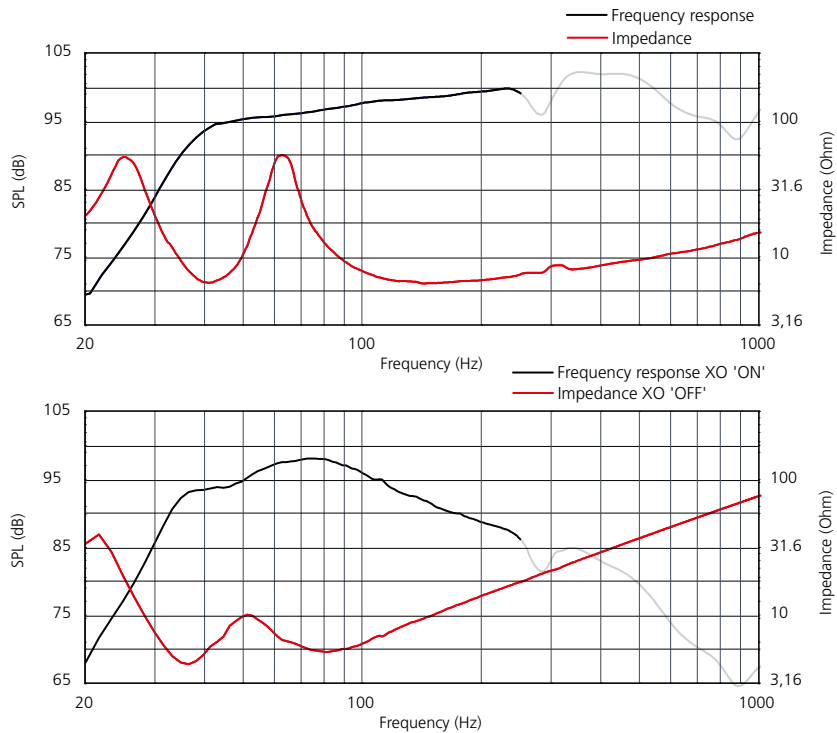 Frequency response
Impedance
105
95
85
75
65
SPL (dB)
100
31.6
10
3,16
Impedance (Ohm)
20
100
1000
Frequency (Hz)
Frequency response XO 'ON'
Impedance XO 'OFF'
105
95
85
75
65
SPL (dB)
100
31.6
10
3,16
Impedance (Ohm)
20
100
1000
Frequency (Hz)